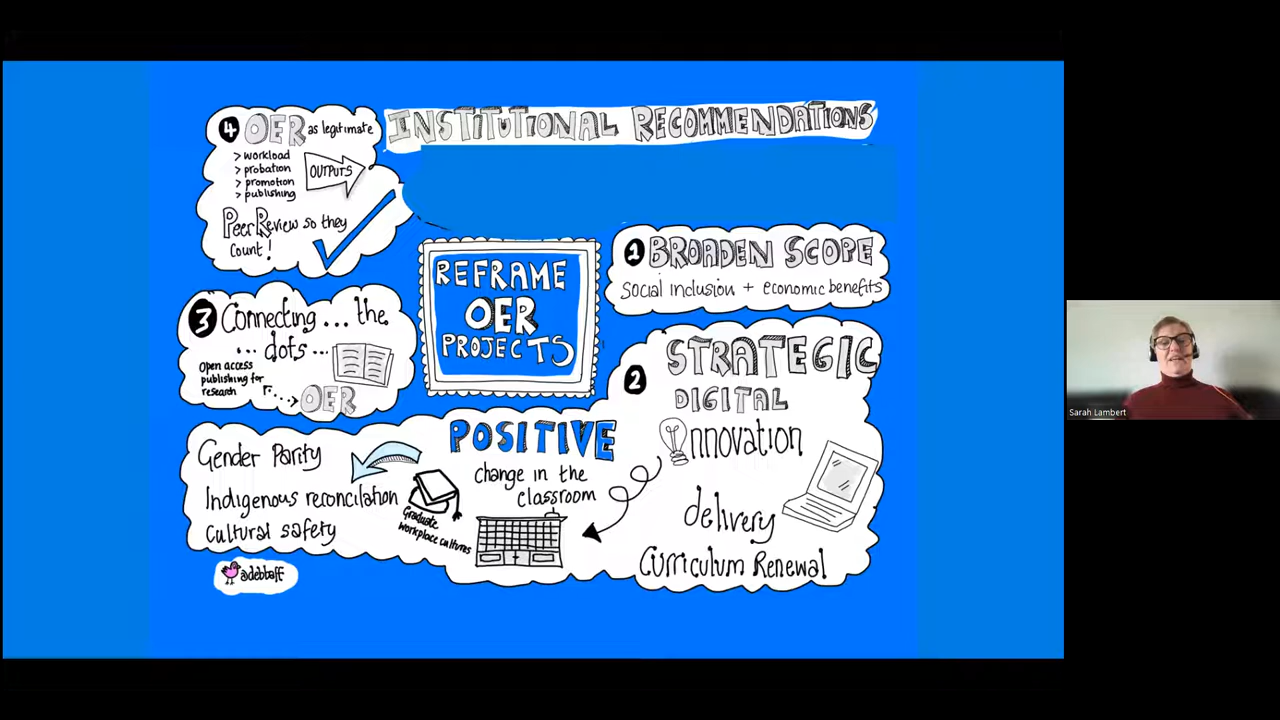 INSTITUTIONAL RECOMMENDATIONS
REFRAME
OER
PROJECTS
1 BROADEN SCOPE
Social inclusion + economic benefits
2 STRATEGIC
DIGITAL
Innovation
delivery
Curriculum Renewal
POSITIVE
change in the
classroom
Graduate
workplace cultures
Gender Parity
Indigenous reconcilation
Cultural safety
3 Connecting... the
... dots ...
Open access
publishing for
research
OER
4 OER as legitimate
> workload
> probation
> promotion
> publishing
OUTPUTS
Peer Review so they
Count!
@debbaff
Sarah Lambert